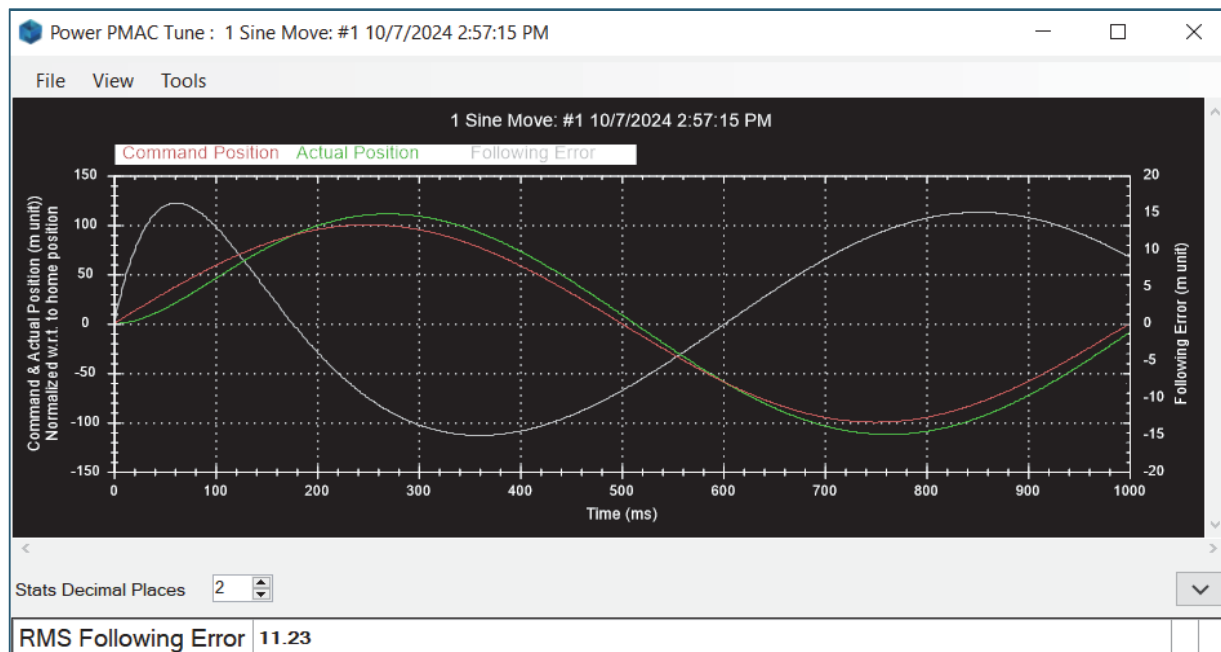 Power PMAC Tune :  1 Sine Move: #1 10/7/2024 2:57:15 PM
File View Tools
1 Sine Move: #1 10/7/2024 2:57:15 PM
Command Position Actual Position Following Error
Command & Actual Position (m unit))
Normalized w.r.t. to home position
150
100
50
0
-50
-100
-150
20
15
10
5
0
-5
-10
-15
-20
Following Error (m unit)
0 100 200 300 400 500 600 700 800 900 1000
Time (ms)
Stats Decimal Places 2
RMS Following Error 11.23